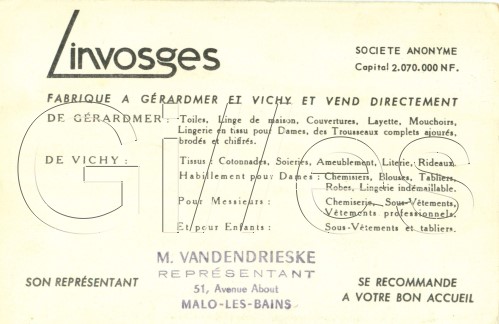 Linvosges
SOCIETE ANONYME
Capital 2.070.000 NF.
FABRIQUE A GÉRARDMER ET VICHY ET VEND DIRECTEMENT
DE GÉRARDMER : Toiles, Linge de maison, Couvertures, Layette, Mouchoirs,
Lingerie en tissu pour Dames, des Trousseaux complets ajourés,
brodés et chiffrés.
DE VICHY : Tissus : Cotonnades, Soieries, Ameublement, Literie, Rideaux.
Habillement pour Dames : Chemisiers, Blouses, Tabliers,
Robes, Lingerie indémaillable.
Pour Messieurs : Chemiserie, Sous-Vêtements,
Vêtements professionnels.
Et pour Enfants : Sous-Vêtements et tabliers.
M. VANDENDRIESKE
REPRÉSENTANT
51, Avenue About
MALO-LES-BAINS
SON REPRÉSENTANT
SE RECOMMANDE
A VOTRE BON ACCUEIL